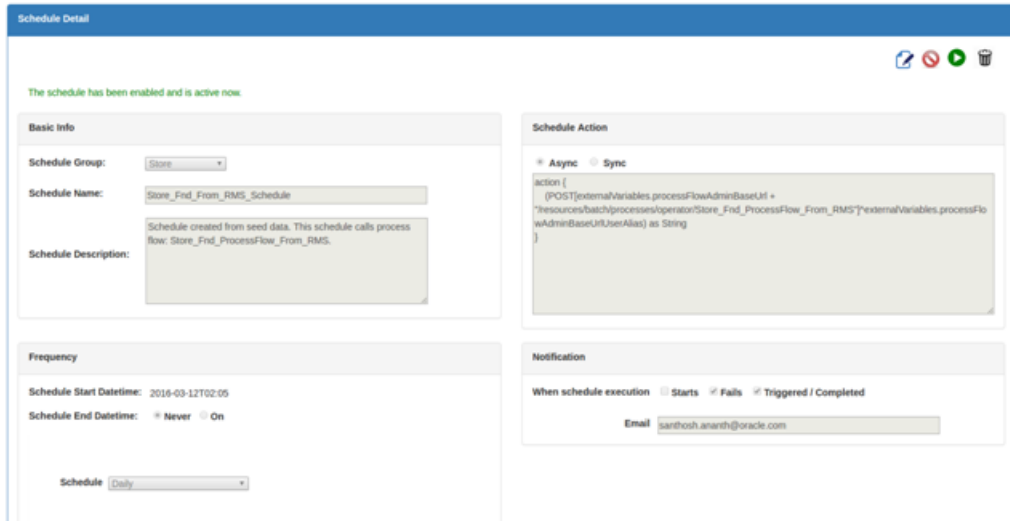 Schedule Detail
The schedule has been enabled and is active now.
Basic Info
Schedule Group:
Store
Schedule Name:
Store_Fnd_From_RMS_Schedule
Schedule Description:
Schedule created from seed data. This schedule calls process
flow: Store_Fnd_ProcessFlow_From_RMS.
Schedule Action
Async Sync
action {
(POST[externalVariables.processFlowAdminBaseUrl +
"/resources/batch/processes/operator/Store_Fnd_ProcessFlow_From_RMS"]^externalVariables.processFlo
wAdminBaseUrlUserAlias) as String
}
Frequency
Schedule Start Datetime: 2016-03-12T02:05
Schedule End Datetime: Never On
Schedule Daily
Notification
When schedule execution Starts Fails Triggered / Completed
Email santhosh.ananth@oracle.com